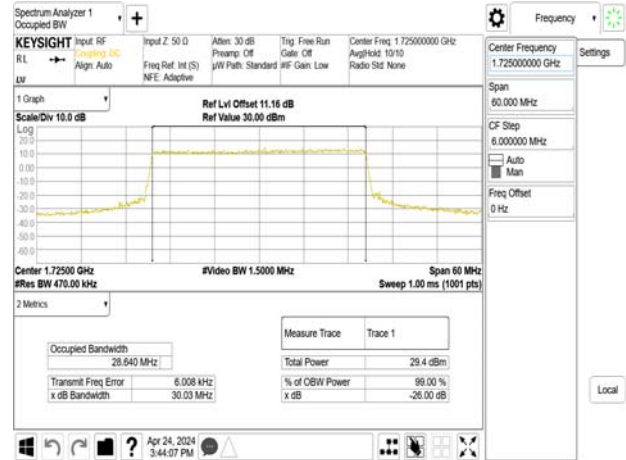 Spectrum Analyzer 1
Occupied BW
+
Frequency
KEYSIGHT
Input: RF
Input Z: 50 Ω
Atten: 30 dB
Trig: Free Run
Center Freq: 1.725000000 GHz
RL
Coupling: DC
Preamp: Off
Gate: Off
Avg|Hold: 10/10
Align: Auto
Freq Ref: Int (S)
µW Path: Standard
#IF Gain: Low
Radio Std: None
NFE: Adaptive
Center Frequency
1.725000000 GHz
Settings
Span
60.000 MHz
CF Step
6.000000 MHz
Auto
Man
Freq Offset
0 Hz
1 Graph
Ref Lvl Offset 11.16 dB
Scale/Div 10.0 dB
Ref Value 30.00 dBm
Log
20.0
10.0
0.00
-10.0
-20.0
-30.0
-40.0
-50.0
-60.0
Center 1.72500 GHz
#Video BW 1.5000 MHz
Span 60 MHz
#Res BW 470.00 kHz
Sweep 1.00 ms (1001 pts)
2 Metrics
Measure Trace
Trace 1
Occupied Bandwidth
28.640 MHz
Total Power
29.4 dBm
Transmit Freq Error
6.008 kHz
% of OBW Power
99.00 %
x dB Bandwidth
30.03 MHz
x dB
-26.00 dB
Local
?
Apr 24, 2024
3:44:07 PM